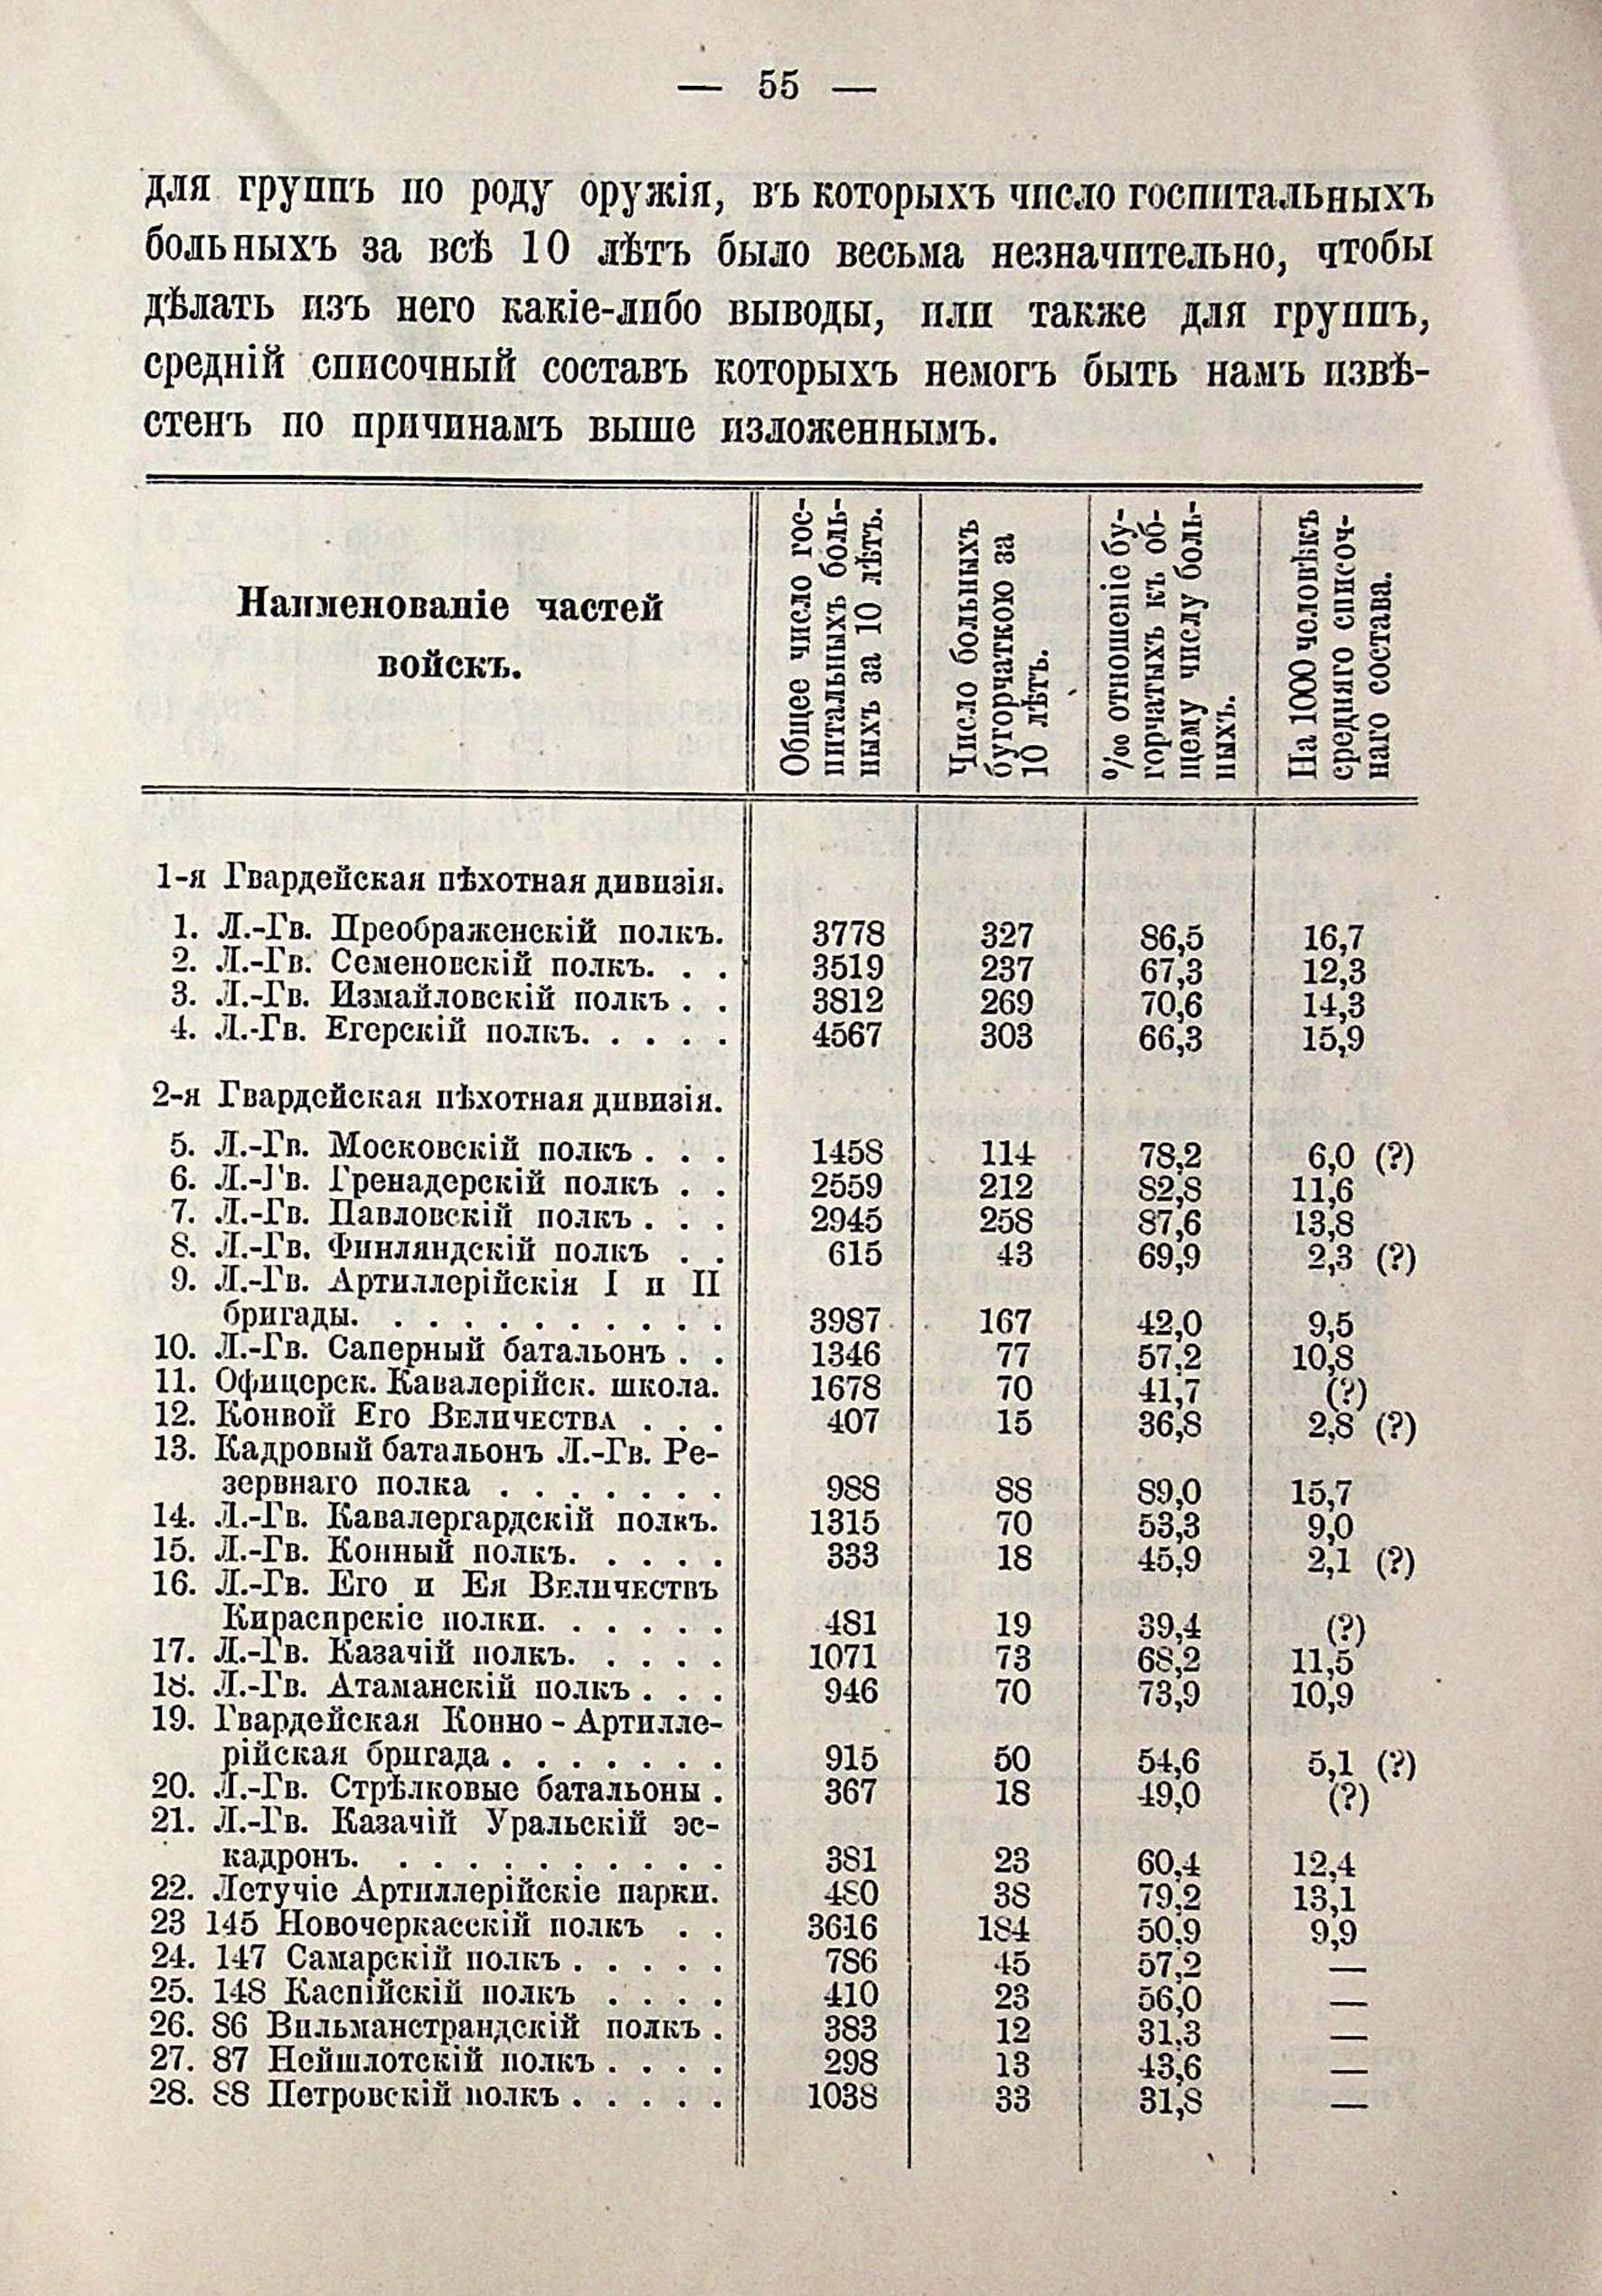 — 55 —
для группъ по роду оружія, въ которыхъ число госпитальныхъ
больныхъ за всѣ 10 лѣтъ было весьма незначительно, чтобы
дѣлать изъ него какіе-либо выводы, или также для группъ,
средній списочный составъ которыхъ немогъ быть намъ извѣ-
стенъ по причинамъ выше изложеннымъ.
Наименованіе частей
войскъ.
Общее число гос-
питальныхъ боль-
ныхъ за 10 лѣтъ.
Число больныхъ
бугорчаткою за
10 лѣтъ.
‰ отношеніе бу-
горчатыхъ къ об-
щему числу боль-
ныхъ.
На 1000 человѣкъ
средняго списоч-
наго состава.
1-я Гвардейская пѣхотная дивизія.
1. Л.-Гв. Преображенскій полкъ. 3778 327 86,5 16,7
2. Л.-Гв. Семеновскій полкъ. . . 3519 237 67,3 12,3
3. Л.-Гв. Измайловскій полкъ . . 3812 269 70,6 14,3
4. Л.-Гв. Егерскій полкъ. . . . . 4567 303 66,3 15,9
2-я Гвардейская пѣхотная дивизія.
5. Л.-Гв. Московскій полкъ . . . 1458 114 78,2 6,0 (?)
6. Л.-Гв. Гренадерскій полкъ . . 2559 212 82,8 11,6
7. Л.-Гв. Павловскій полкъ . . . 2945 258 87,6 13,8
8. Л.-Гв. Финляндскій полкъ . . 615 43 69,9 2,3 (?)
9. Л.-Гв. Артиллерійскія I и II
бригады. . . . . . . . . . . 3987 167 42,0 9,5
10. Л.-Гв. Саперный батальонъ . . 1346 77 57,2 10,8
11. Офицерск. Кавалерійск. школа. 1678 70 41,7 (?)
12. Конвой Его Величества . . . 407 15 36,8 2,8 (?)
13. Кадровый батальонъ Л.-Гв. Ре-
зервнаго полка . . . . . . . 988 88 89,0 15,7
14. Л.-Гв. Кавалергардскій полкъ. 1315 70 53,3 9,0
15. Л.-Гв. Конный полкъ. . . . . 333 18 45,9 2,1 (?)
16. Л.-Гв. Его и Ея Величествъ
Кирасирскіе полки. . . . . . 481 19 39,4 (?)
17. Л.-Гв. Казачій полкъ. . . . . 1071 73 68,2 11,5
18. Л.-Гв. Атаманскій полкъ . . . 946 70 73,9 10,9
19. Гвардейская Конно - Артилле-
рійская бригада . . . . . . . 915 50 54,6 5,1 (?)
20. Л.-Гв. Стрѣлковые батальоны . 367 18 49,0 (?)
21. Л.-Гв. Казачій Уральскій эс-
кадронъ. . . . . . . . . . . 381 23 60,4 12,4
22. Летучіе Артиллерійскіе парки. 480 38 79,2 13,1
23 145 Новочеркасскій полкъ . . 3616 184 50,9 9,9
24. 147 Самарскій полкъ . . . . . 786 45 57,2 —
25. 148 Каспійскій полкъ . . . . 410 23 56,0 —
26. 86 Вильманстрандскій полкъ . 383 12 31,3 —
27. 87 Нейшлотскій полкъ . . . . 298 13 43,6 —
28. 88 Петровскій полкъ . . . . . 1038 33 31,8 —